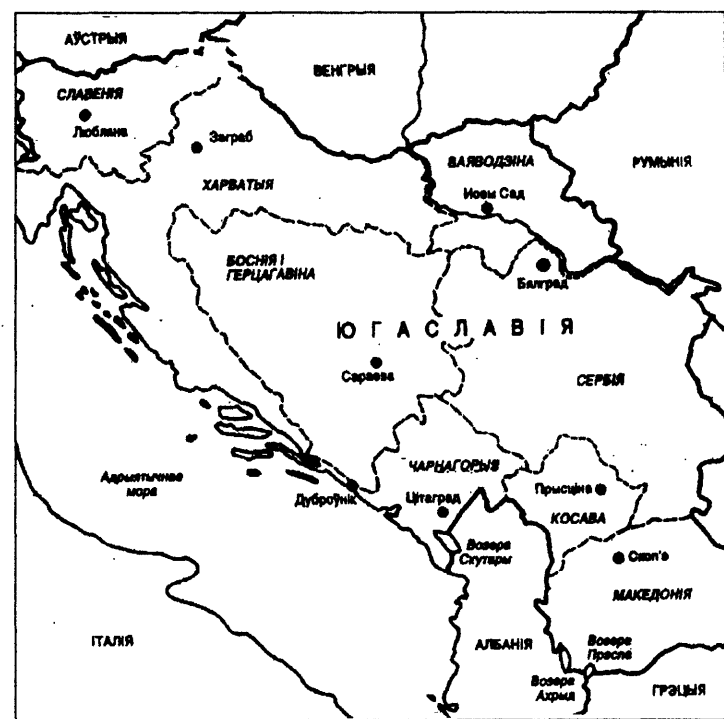 АЎСТРЫЯ
ВЕНГРЫЯ
СЛАВЕНІЯ
Любляна
Заграб
ХАРВАТЫЯ
ВАЯВОДЗІНА
РУМЫНІЯ
Новы Сад
БОСНІЯ І
ГЕРЦАГАВІНА
Бялград
ЮГАСЛАВІЯ
Сараева
СЕРБІЯ
ЧАРНАГОРЫЯ
Адрыятычнае
мора
Дуброўнік
Цітаград
Прысціна
КОСАВА
Возера
Скутары
Скоп'е
МАКЕДОНІЯ
ІТАЛІЯ
АЛБАНІЯ
Возера
Прэспа
Возера
Ахрыд
ГРЭЦЫЯ